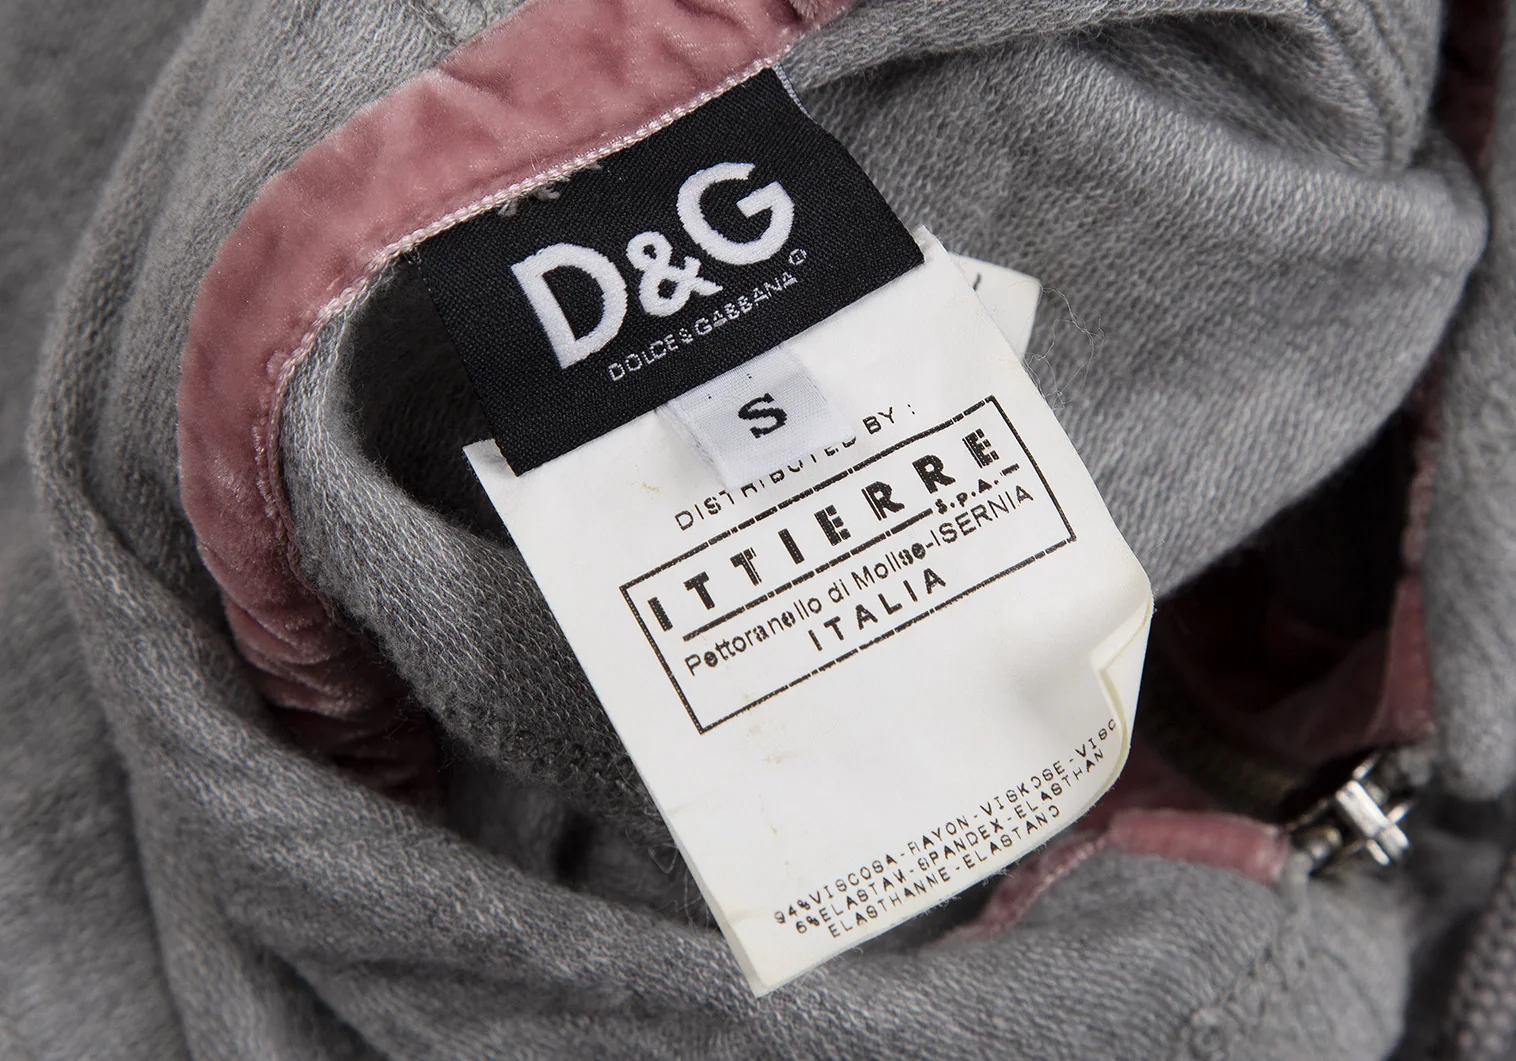 D&G
DOLCE & GABBANA
S
DISTRIBUTED BY :
ITTIERRE
S.P.A.
Pettoranello di Molise-ISERNIA
ITALIA
94%VISCOSA-RAYON-VISKOSE-VISC
6%ELASTAN-SPANDEX-ELASTHAN
ELASTHANNE-ELASTANO